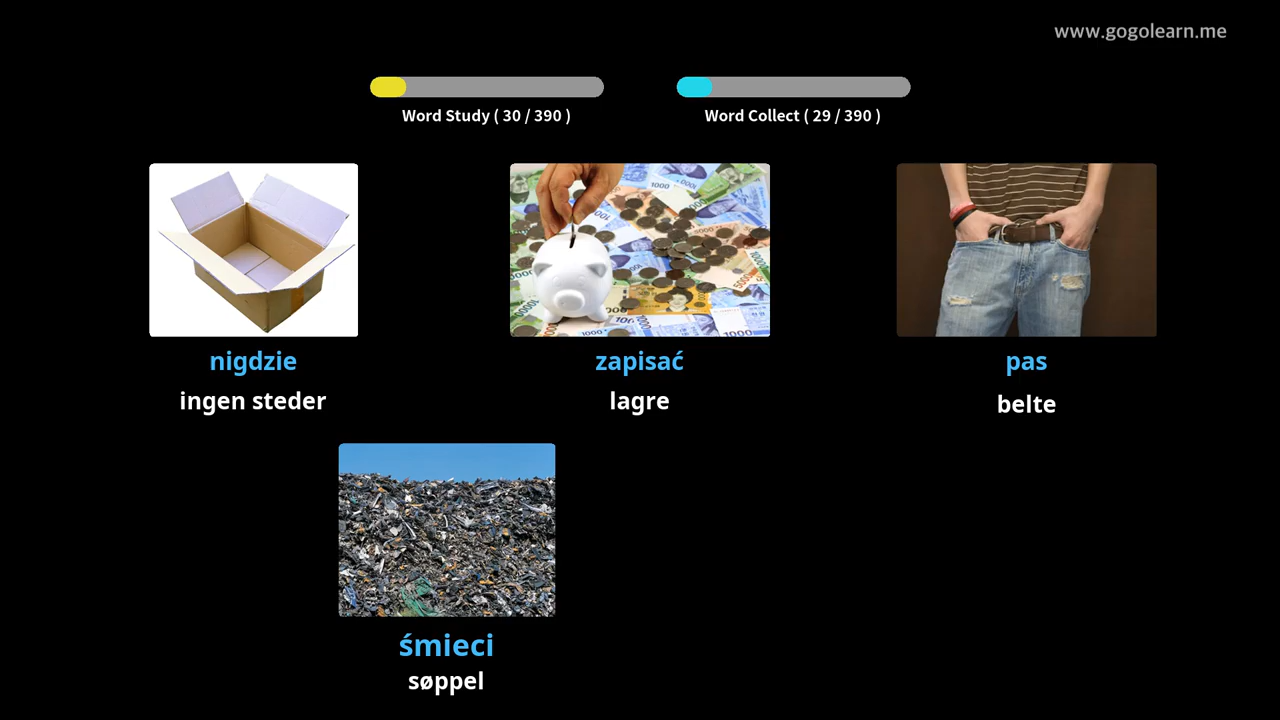 www.gogolearn.me
Word Study ( 30 / 390 )
Word Collect ( 29 / 390 )
nigdzie
ingen steder
zapisać
lagre
pas
belte
śmieci
søppel